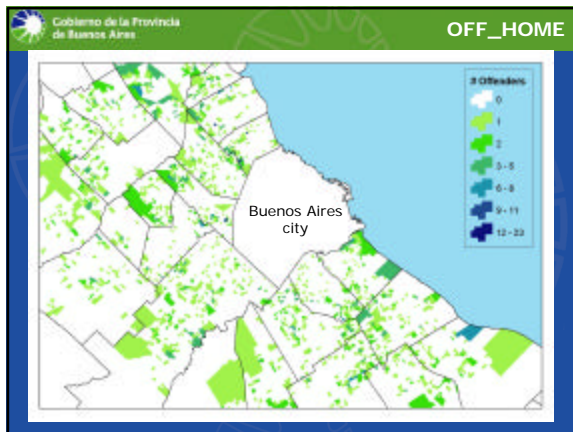 Gobierno de la Provincia
de Buenos Aires
OFF_HOME
# Offenders
0
1
2
3 - 5
6 - 8
9 - 11
12 - 23
Buenos Aires
city